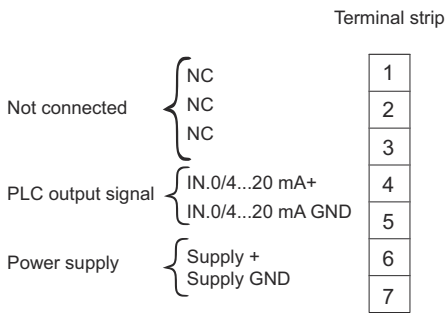 Terminal strip
NC 1
Not connected NC 2
NC 3
PLC output signal IN.0/4...20 mA+ 4
IN.0/4...20 mA GND 5
Power supply Supply + 6
Supply GND 7